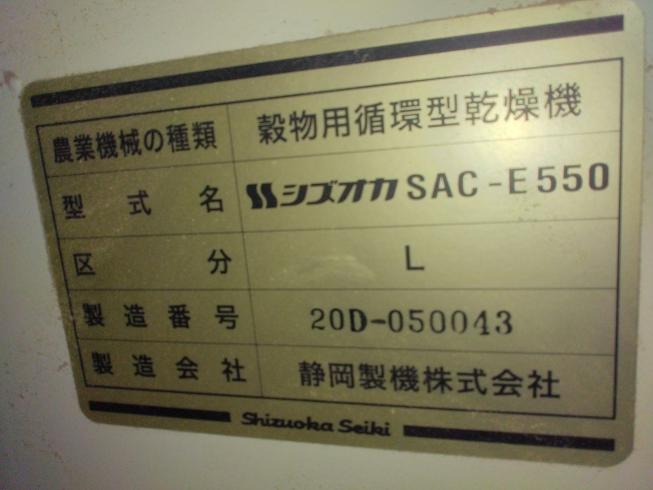 農業機械の種類 穀物用循環型乾燥機
型式名 シズオカ SAC-E550
区分 L
製造番号 20D-050043
製造会社 静岡製機株式会社
Shizuoka Seiki